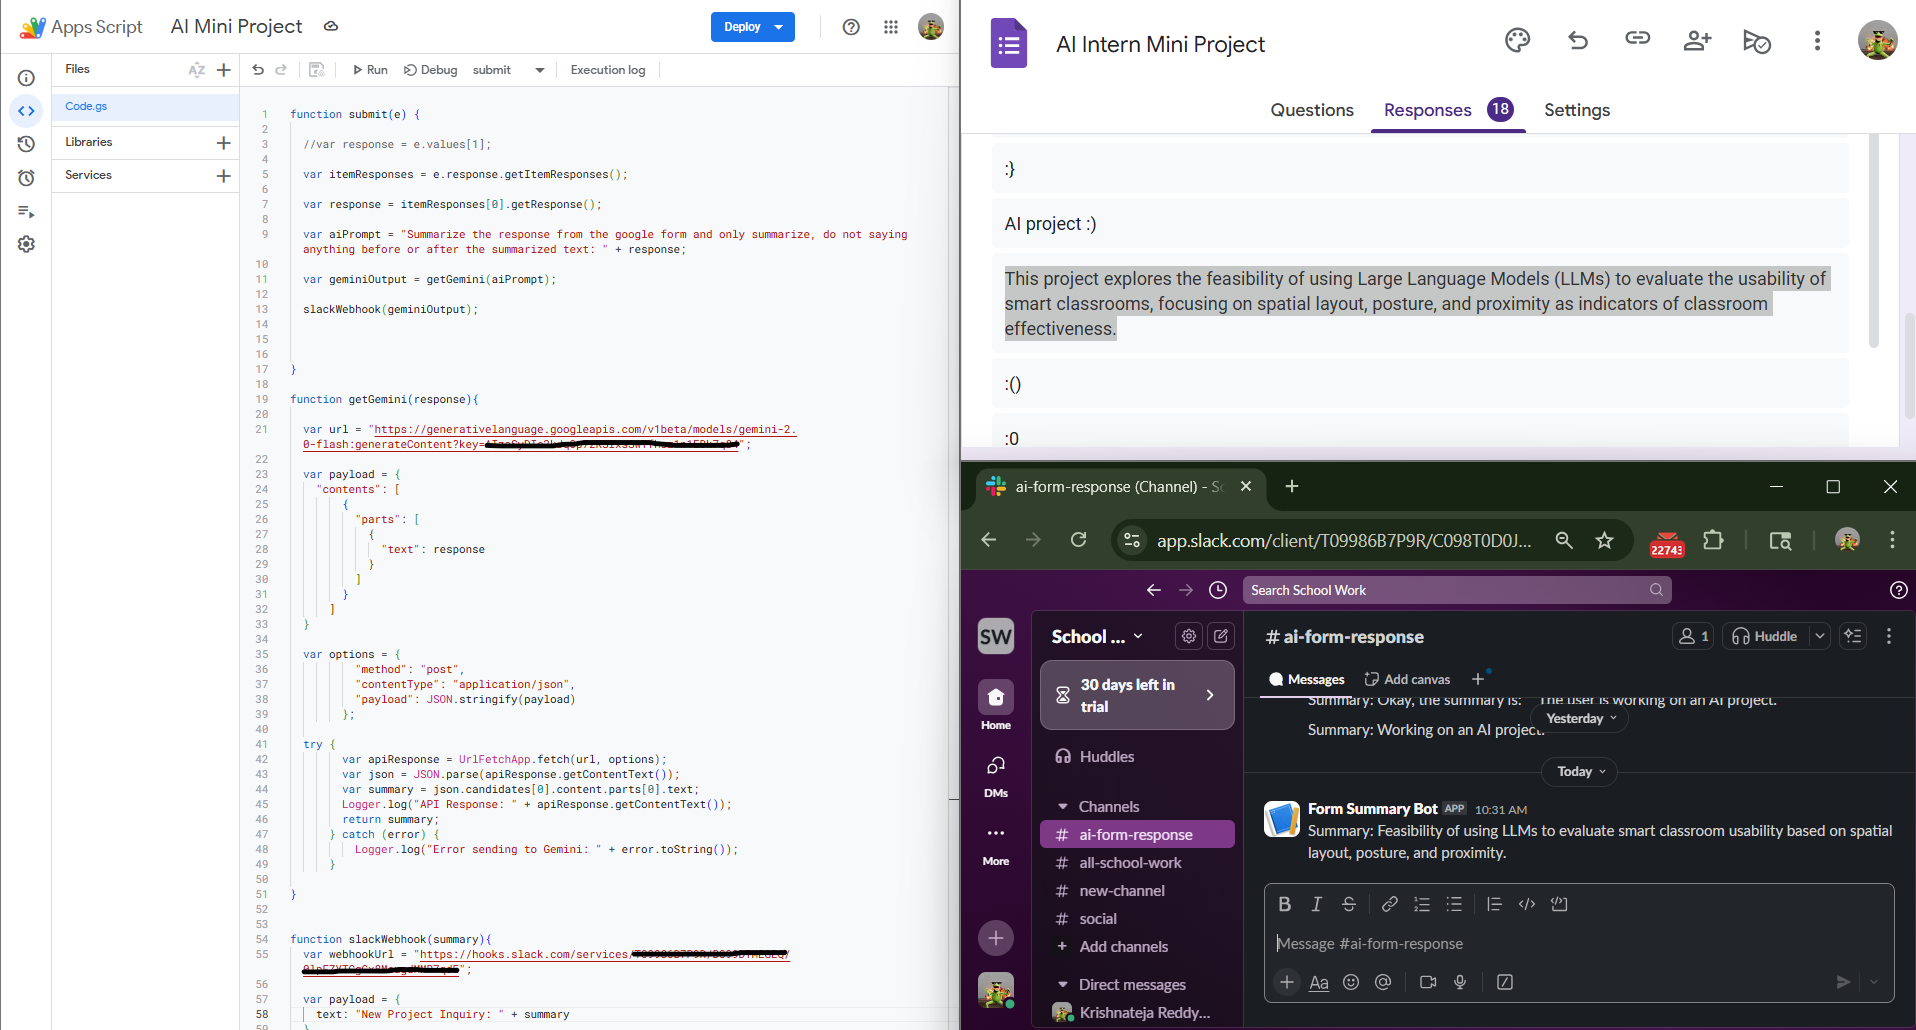 Apps Script
AI Mini Project
Deploy
Files
AZ
Run
Debug
submit
Execution log
Code.gs
Libraries
Services
1 function submit(e) {
2
3 //var response = e.values[1];
4
5 var itemResponses = e.response.getItemResponses();
6
7 var response = itemResponses[0].getResponse();
8
9 var aiPrompt = "Summarize the response from the google form and only summarize, do not saying
anything before or after the summarized text: " + response;
10
11 var geminiOutput = getGemini(aiPrompt);
12
13 slackWebhook(geminiOutput);
14
15
16
17 }
18
19 function getGemini(response){
20
21 var url = "https://generativelanguage.googleapis.com/v1beta/models/gemini-2.
0-flash:generateContent?key=
";
22
23 var payload = {
24 "contents": [
25 {
26 "parts": [
27 {
28 "text": response
29 }
30 ]
31 }
32 ]
33 }
34
35 var options = {
36 "method": "post",
37 "contentType": "application/json",
38 "payload": JSON.stringify(payload)
39 };
40
41 try {
42 var apiResponse = UrlFetchApp.fetch(url, options);
43 var json = JSON.parse(apiResponse.getContentText());
44 var summary = json.candidates[0].content.parts[0].text;
45 Logger.log("API Response: " + apiResponse.getContentText());
46 return summary;
47 } catch (error) {
48 Logger.log("Error sending to Gemini: " + error.toString());
49 }
50
51 }
52
53
54 function slackWebhook(summary){
55 var webhookUrl = "https://hooks.slack.com/services/
";
56
57 var payload = {
58 text: "New Project Inquiry: " + summary
59 }
AI Intern Mini Project
Questions
Responses 18
Settings
:}
AI project :)
This project explores the feasibility of using Large Language Models (LLMs) to evaluate the usability of
smart classrooms, focusing on spatial layout, posture, and proximity as indicators of classroom
effectiveness.
:()
:0
ai-form-response (Channel) - Sc
app.slack.com/client/T09986B7P9R/C098T0D0J...
22743
Search School Work
SW
School ...
30 days left in
trial
Home
DMs
More
Huddles
Channels
# ai-form-response
# all-school-work
# new-channel
# social
+ Add channels
Direct messages
Krishnateja Reddy...
# ai-form-response
1
Huddle
Messages
Add canvas
Summary: Okay, the summary is: The user is working on an AI project.
Yesterday
Summary: Working on an AI project.
Today
Form Summary Bot APP 10:31 AM
Summary: Feasibility of using LLMs to evaluate smart classroom usability based on spatial
layout, posture, and proximity.
B I S
Message #ai-form-response
Aa